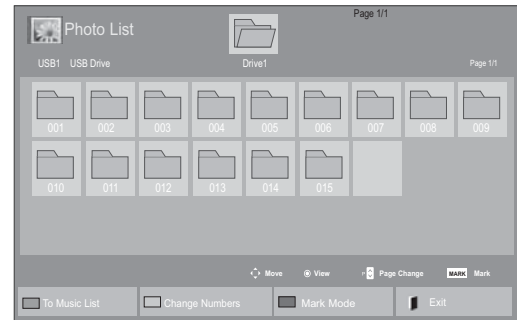 Page 1/1
Photo List
USB1 USB Drive Drive1 Page 1/1
001 002 003 004 005 006 007 008 009
010 011 012 013 014 015
Move View Page Change MARK Mark
To Music List Change Numbers Mark Mode Exit